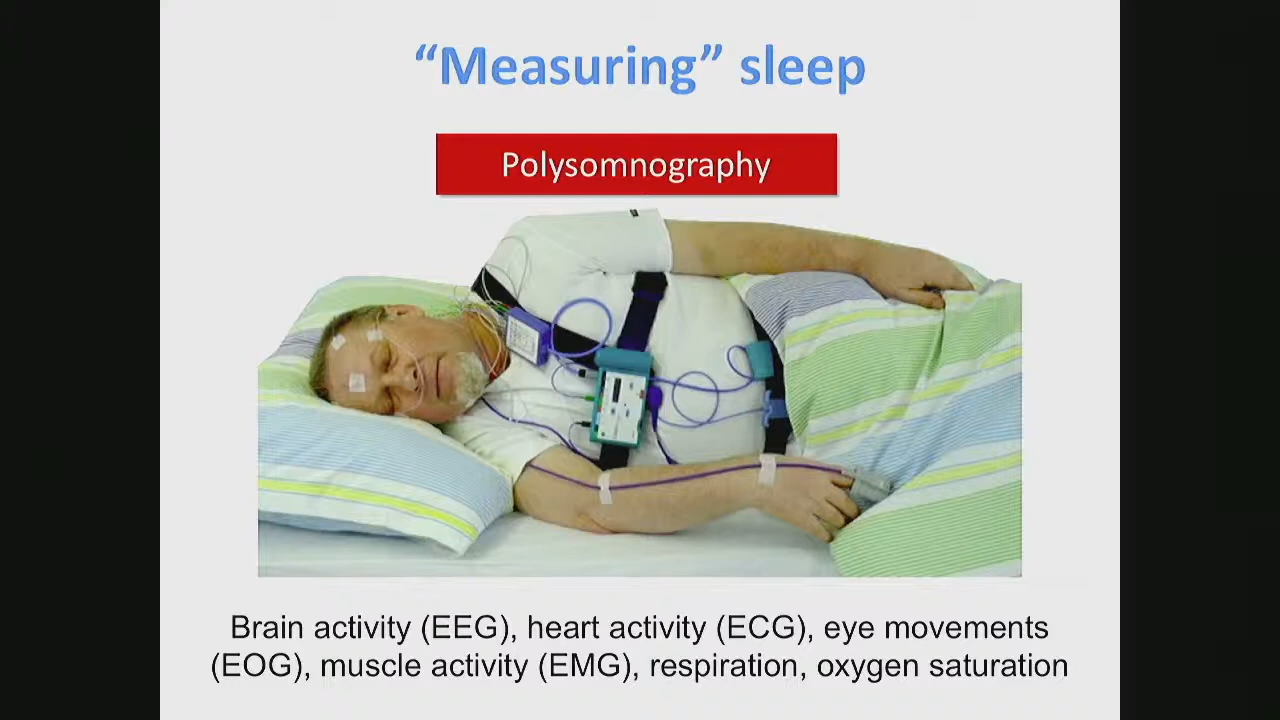 “Measuring” sleep
Polysomnography
Brain activity (EEG), heart activity (ECG), eye movements
(EOG), muscle activity (EMG), respiration, oxygen saturation